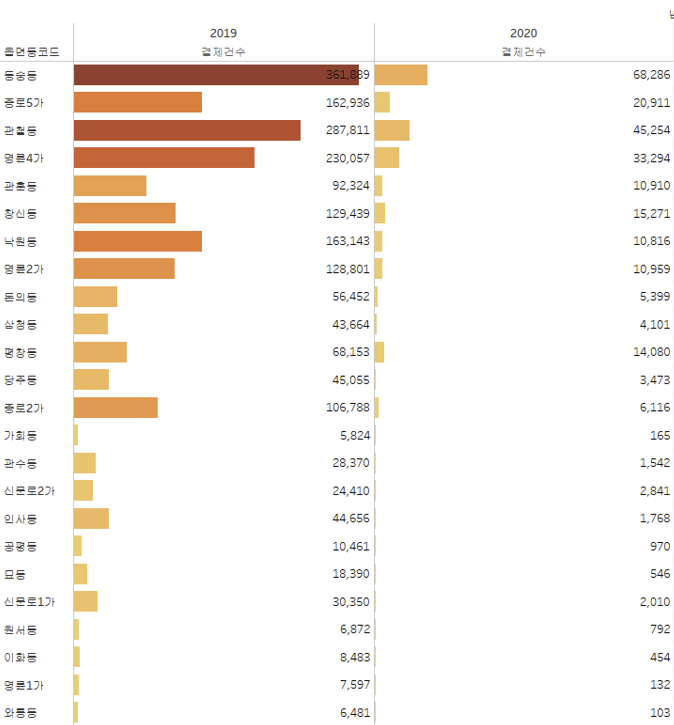 2019 2020
읍면동코드 결제건수 결제건수
동숭동 361,889 68,286
종로5가 162,936 20,911
관철동 287,811 45,254
명륜4가 230,057 33,294
관훈동 92,324 10,910
창신동 129,439 15,271
낙원동 163,143 10,816
명륜2가 128,801 10,959
돈의동 56,452 5,399
삼청동 43,664 4,101
평창동 68,153 14,080
당주동 45,055 3,473
종로2가 106,788 6,116
가회동 5,824 165
관수동 28,370 1,542
신문로2가 24,410 2,841
인사동 44,656 1,768
공평동 10,461 970
묘동 18,390 546
신문로1가 30,350 2,010
원서동 6,872 792
이화동 8,483 454
명륜1가 7,597 132
와룡동 6,481 103